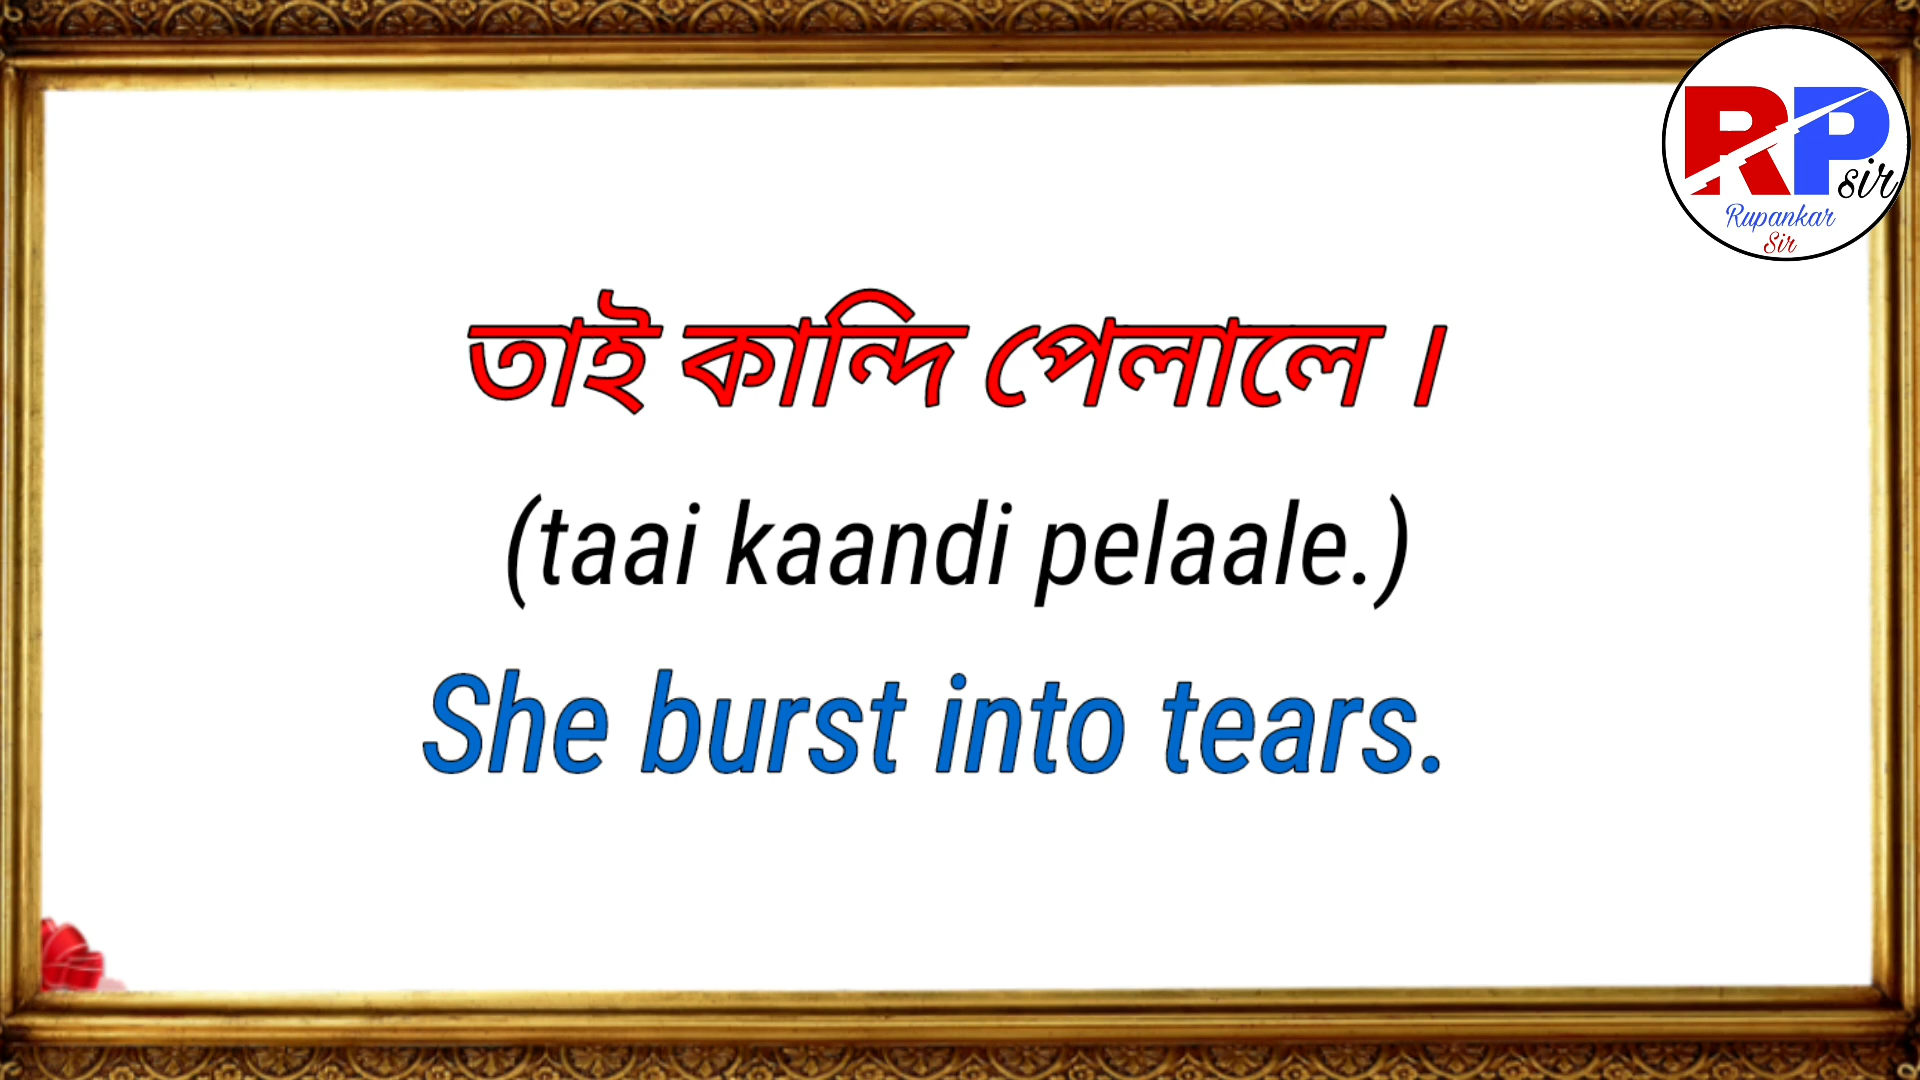 RP sir
Rupankar
Sir
তাই কান্দি পেলালে ।
(taai kaandi pelaale.)
She burst into tears.